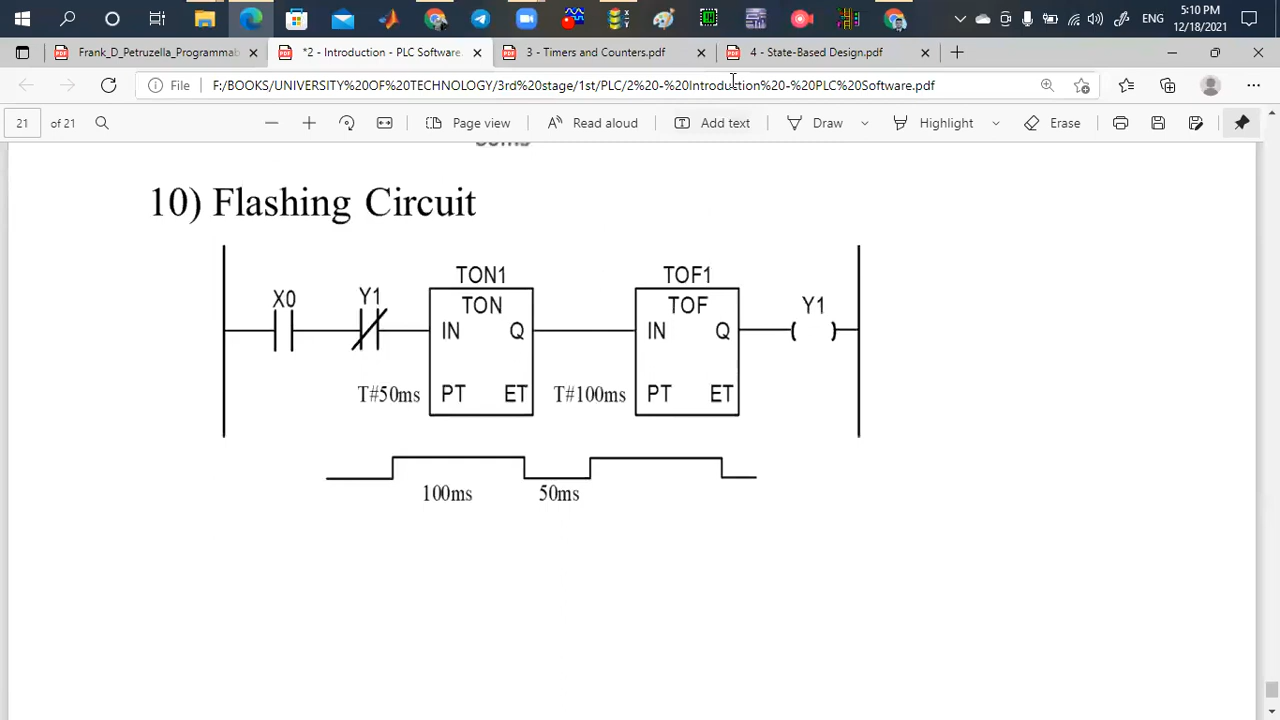 ENG
5:10 PM
12/18/2021
Frank_D_Petruzella_Programmab
*2 - Introduction - PLC Software.
3 - Timers and Counters.pdf
4 - State-Based Design.pdf
File
F:/BOOKS/UNIVERSITY%20OF%20TECHNOLOGY/3rd%20stage/1st/PLC/2%20-%20Introduction%20-%20PLC%20Software.pdf
21 of 21
Page view
Read aloud
Add text
Draw
Highlight
Erase
10) Flashing Circuit
TON1
TOF1
X0
Y1
TON
TOF
Y1
IN Q
IN Q
T#50ms
PT ET
T#100ms
PT ET
100ms
50ms